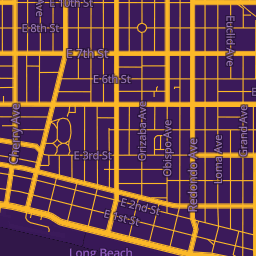 E 10th St
Ave
E 8th St
Euclid Ave
E 7th St
E 6th St
E
Cherry Ave
Orizaba Ave
Obispo Ave
Redondo Ave
Loma Ave
Grand Ave
E 3rd St
E 2nd St
E 1st St
Long Beach